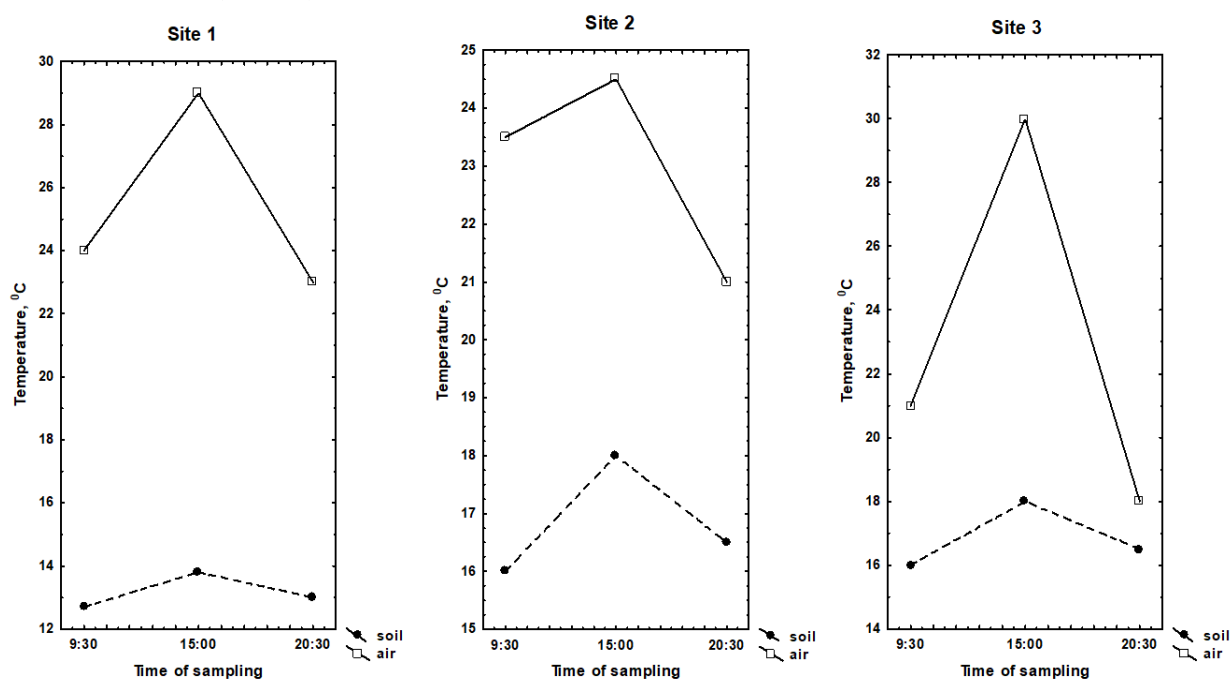 Site 1
30
28
26
24
22
20
18
16
14
12
Temperature, ⁰C
9:30 15:00 20:30
Time of sampling
soil
air
Site 2
25
24
23
22
21
20
19
18
17
16
15
Temperature, ⁰C
9:30 15:00 20:30
Time of sampling
soil
air
Site 3
32
30
28
26
24
22
20
18
16
14
Temperature, ⁰C
9:30 15:00 20:30
Time of sampling
soil
air